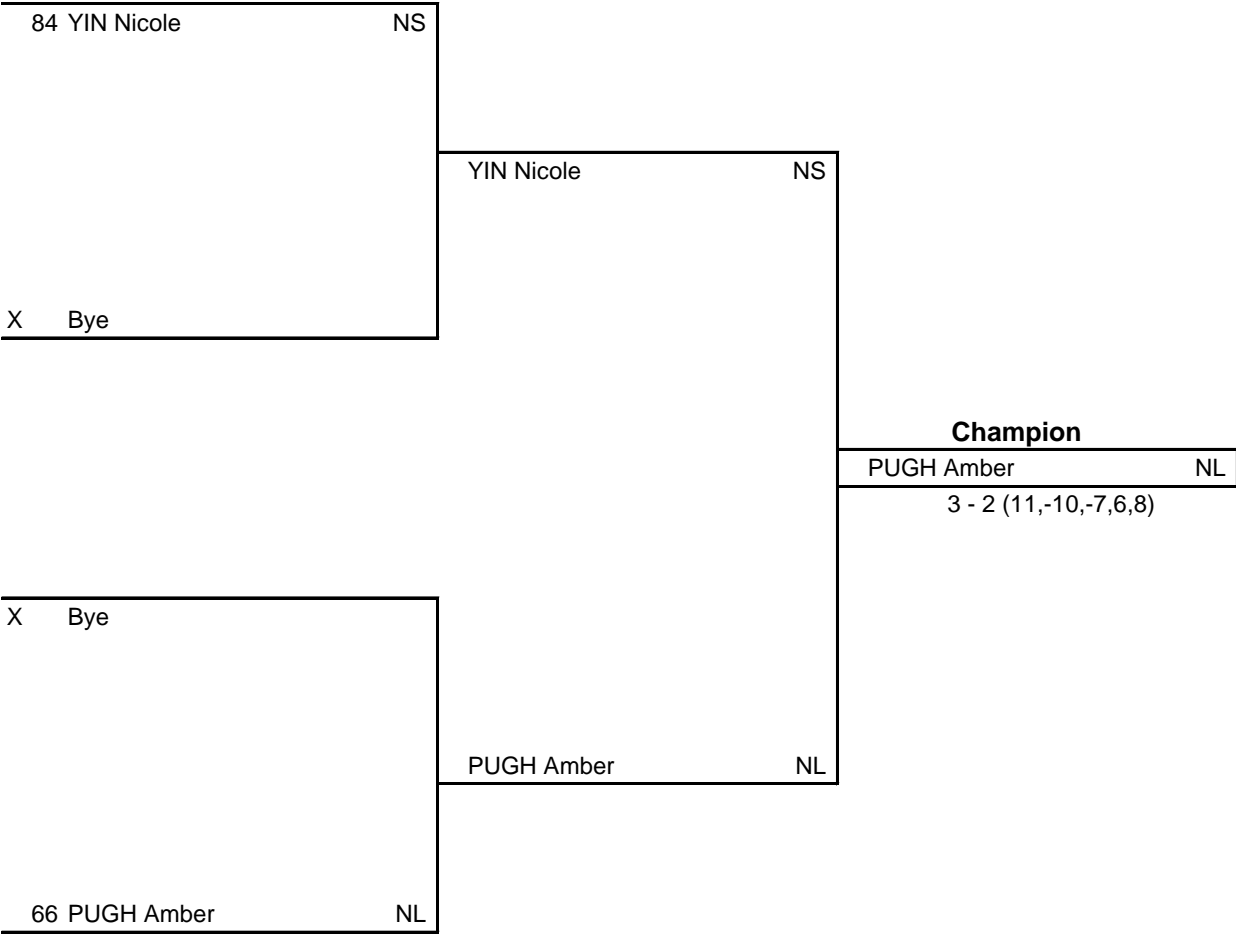 84 YIN Nicole NS
YIN Nicole NS
X Bye
Champion
PUGH Amber NL
3 - 2 (11,-10,-7,6,8)
X Bye
PUGH Amber NL
66 PUGH Amber NL